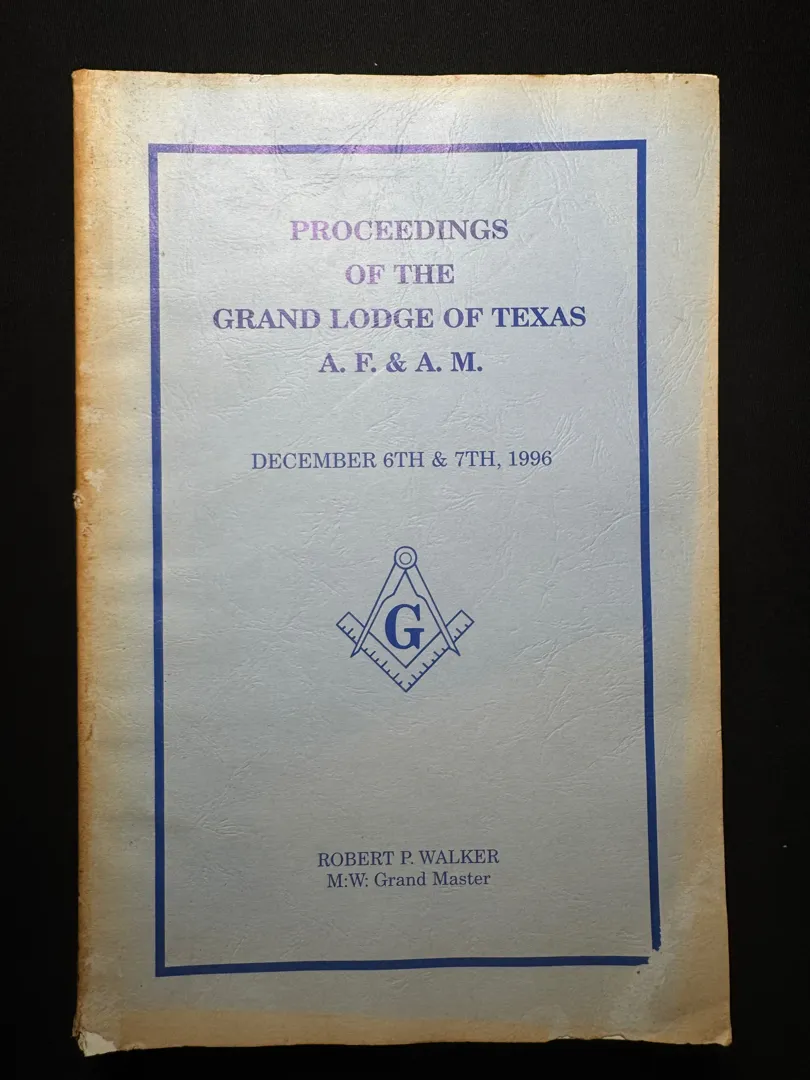 PROCEEDINGS
OF THE
GRAND LODGE OF TEXAS
A. F. & A. M.
DECEMBER 6TH & 7TH, 1996
G
ROBERT P. WALKER
M:W: Grand Master